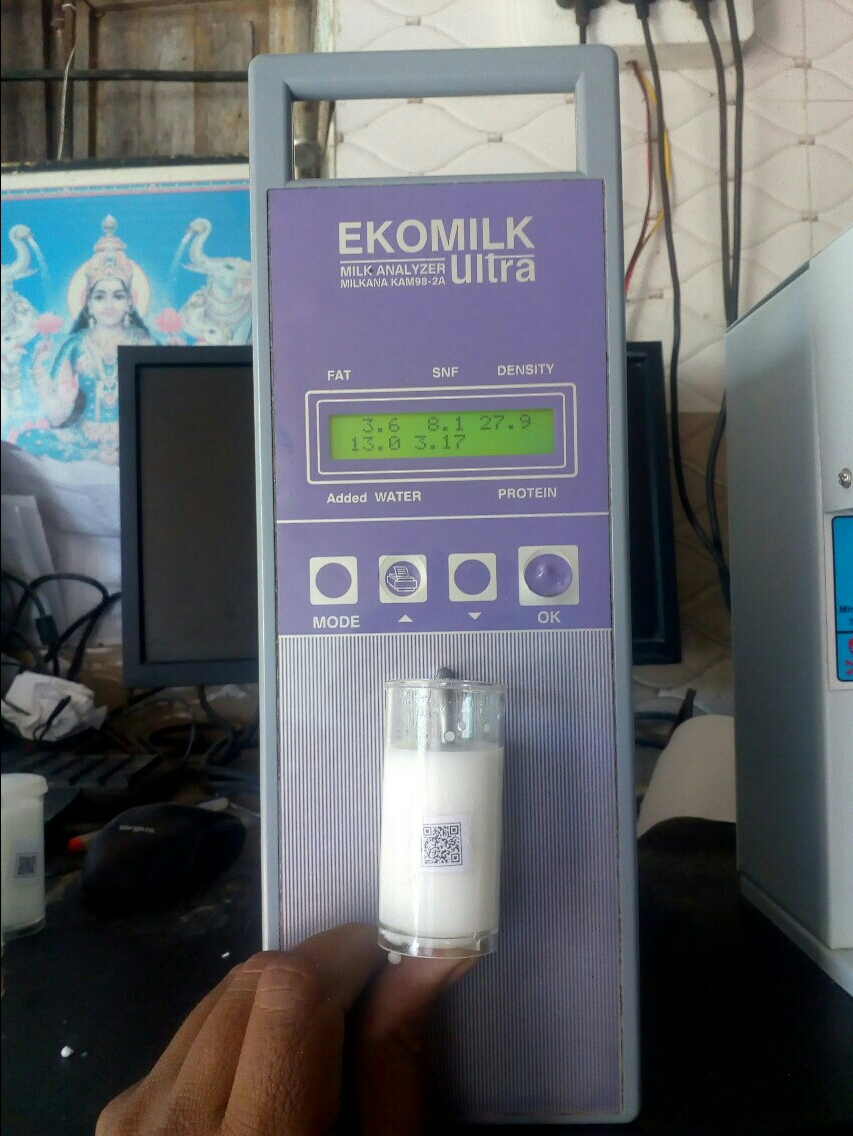 EKOMILK
ultra
MILK ANALYZER
MILKANA KAM98-2A
FAT SNF DENSITY
3.6 8.1 27.9
13.0 3.17
Added WATER PROTEIN
MODE OK